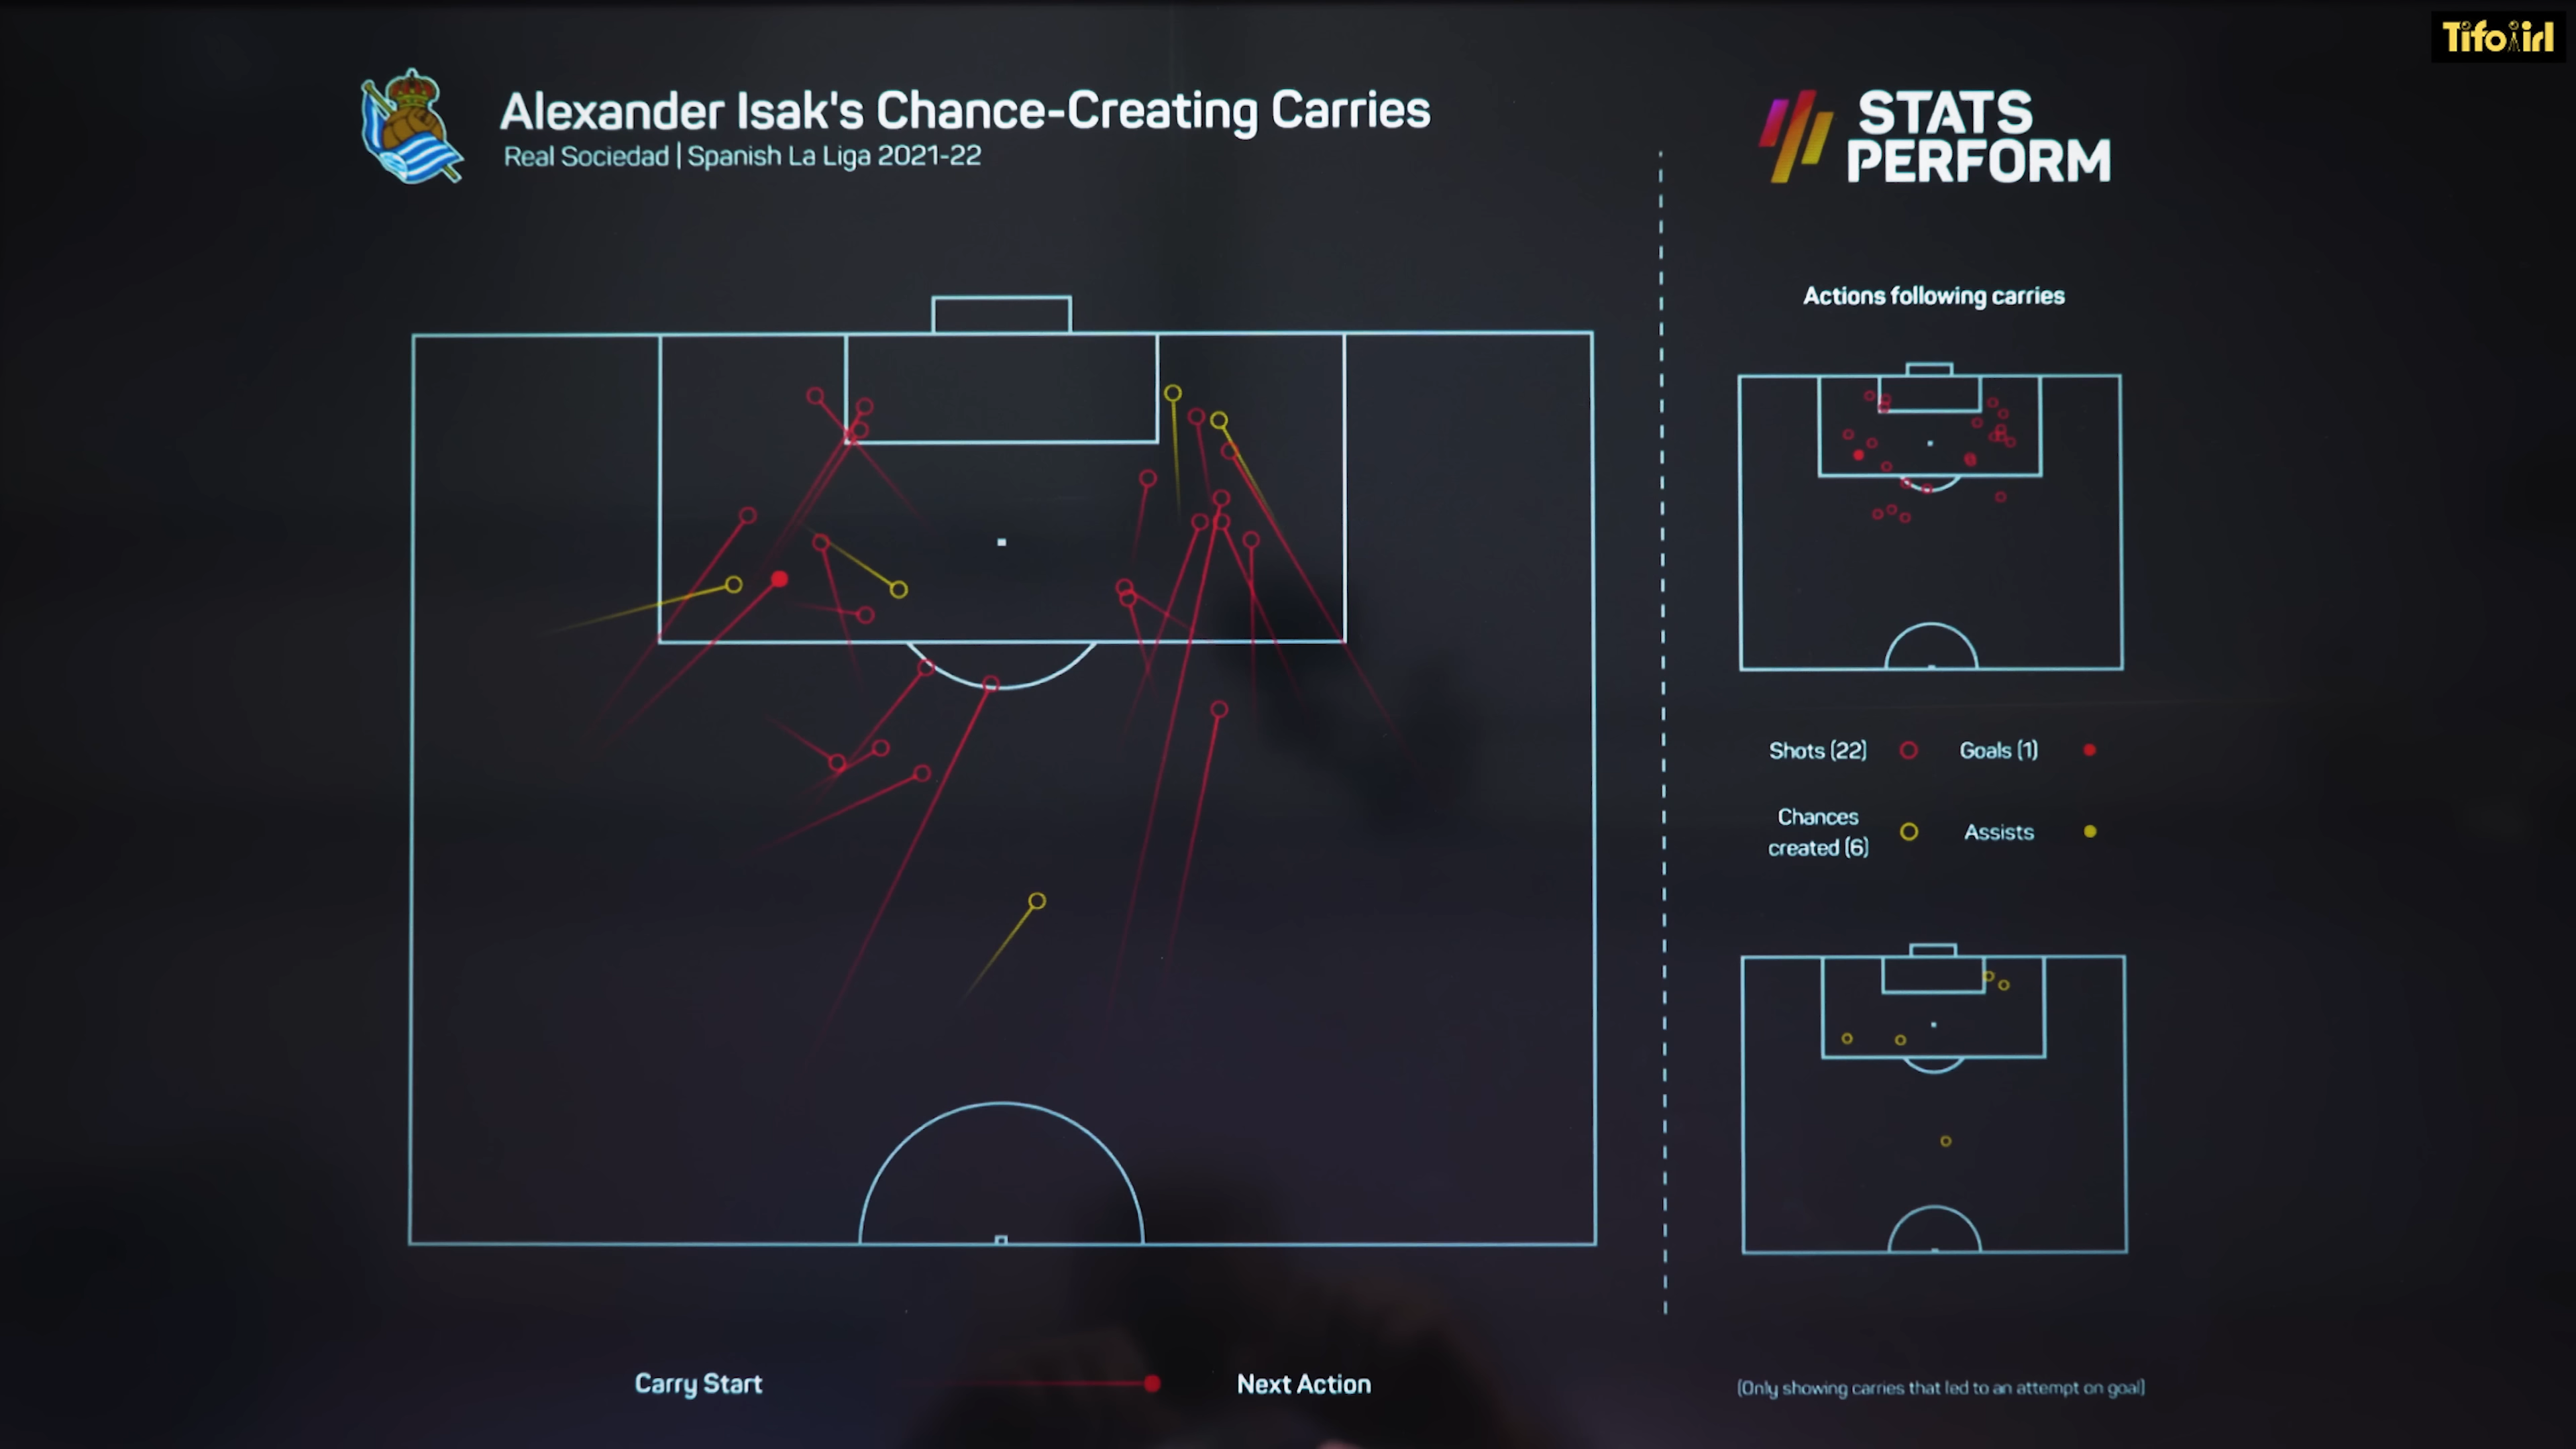 Tifo irl
Alexander Isak's Chance-Creating Carries
Real Sociedad | Spanish La Liga 2021-22
STATS
PERFORM
Actions following carries
Shots (22)
Goals (1)
Chances
created (6)
Assists
Carry Start
Next Action
(Only showing carries that led to an attempt on goal)